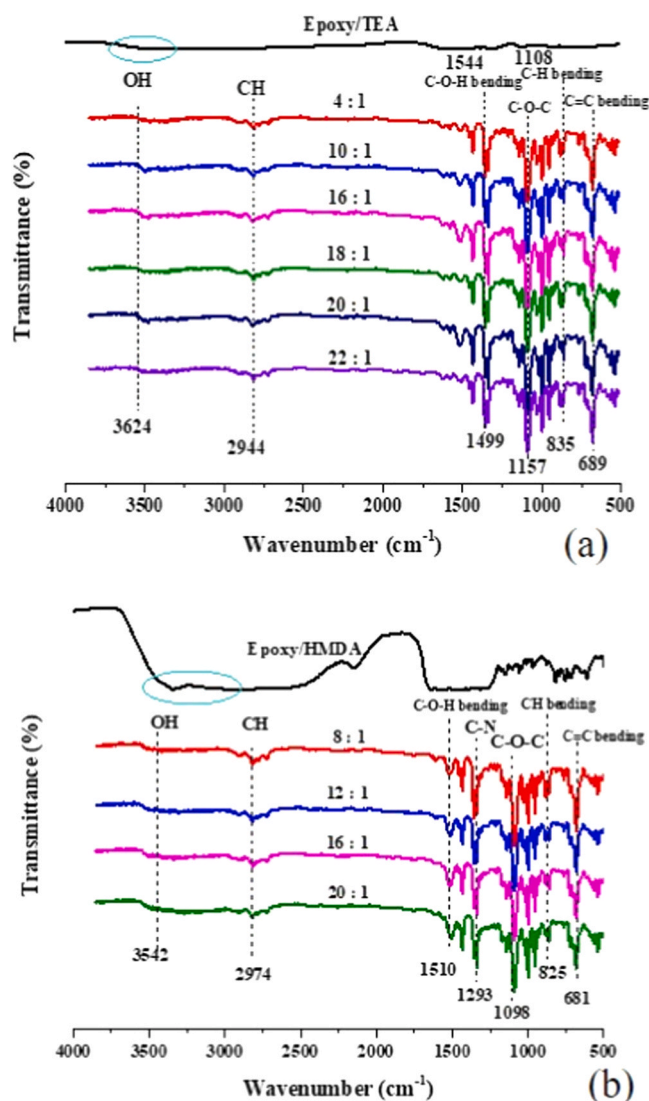 Epoxy/TEA
1544
1108
OH
C-O-H bending
C-H bending
CH
C-O-C
C=C bending
4 : 1
10 : 1
16 : 1
18 : 1
20 : 1
22 : 1
3624
2944
1499
1157
835
689
Transmittance (%)
4000 3500 3000 2500 2000 1500 1000 500
Wavenumber (cm-1)
(a)
Epoxy/HMDA
C-O-H bending
CH bending
OH
CH
C-N
C-O-C
C=C bending
8 : 1
12 : 1
16 : 1
20 : 1
3542
2974
1510
1293
1098
825
681
Transmittance (%)
4000 3500 3000 2500 2000 1500 1000 500
Wavenumber (cm-1)
(b)